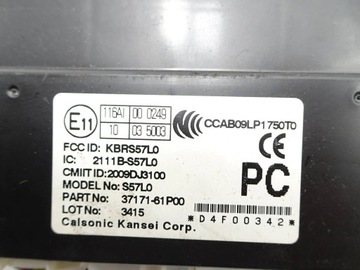 E11 116AI 00 0249
10 03 5003
CCAB09LP1750T0
CE
FCC ID: KBRS57L0
IC: 2111B-S57L0
CMIIT ID:2009DJ3100
MODEL No: S57L0
PART No: 37171-61P00
LOT No: 3415
Calsonic Kansei Corp.
PC
*D4F00342*